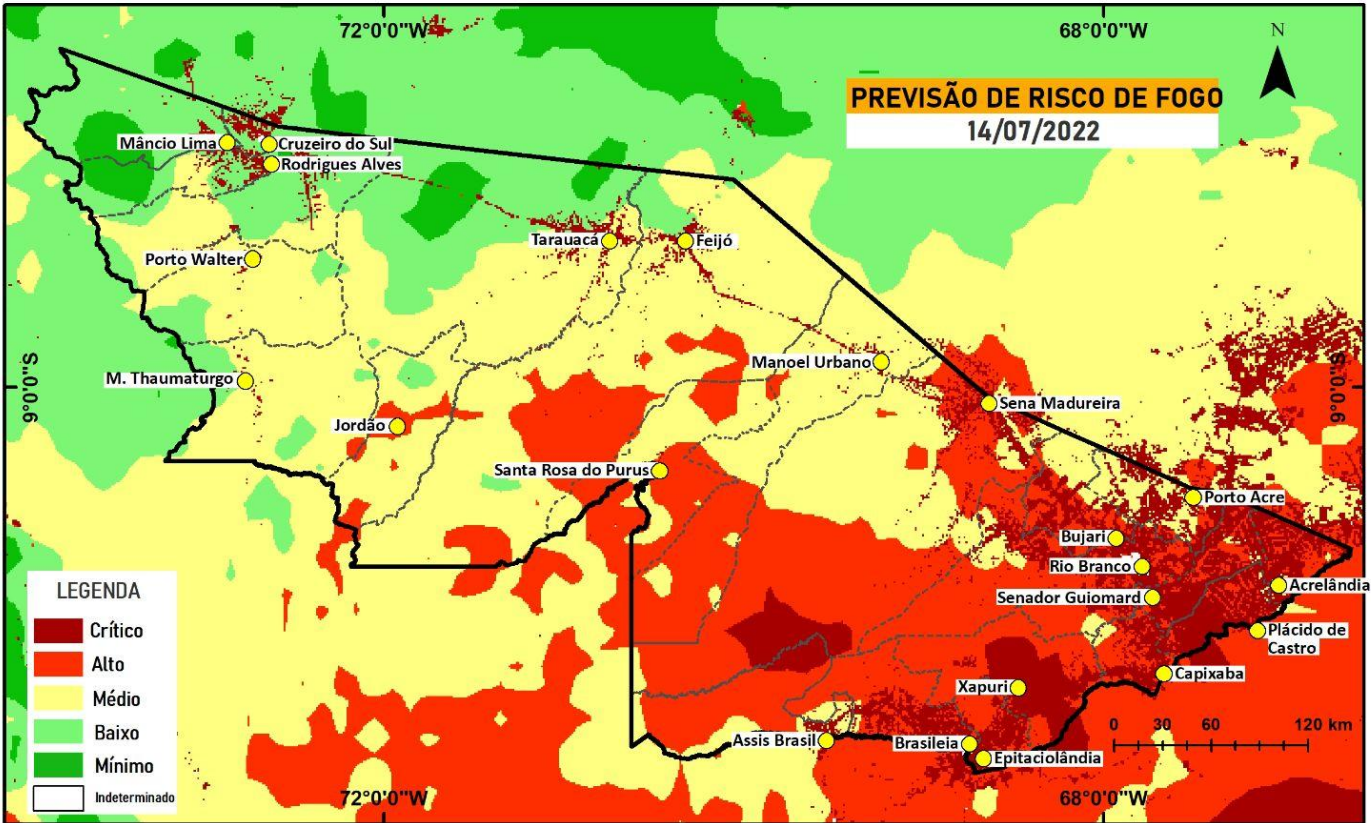 72°0'0"W
68°0'0"W
N
PREVISÃO DE RISCO DE FOGO
14/07/2022
Mâncio Lima
Cruzeiro do Sul
Rodrigues Alves
Tarauacá
Feijó
Porto Walter
9°0'0"S
9°0'0"S
M. Thaumaturgo
Manoel Urbano
Sena Madureira
Jordão
Santa Rosa do Purus
Porto Acre
Bujari
Rio Branco
Acrelândia
Senador Guiomard
Plácido de
Castro
Capixaba
Xapuri
Assis Brasil
Brasileia
Epitaciolândia
LEGENDA
Crítico
Alto
Médio
Baixo
Mínimo
Indeterminado
0 30 60 120 km
72°0'0"W
68°0'0"W